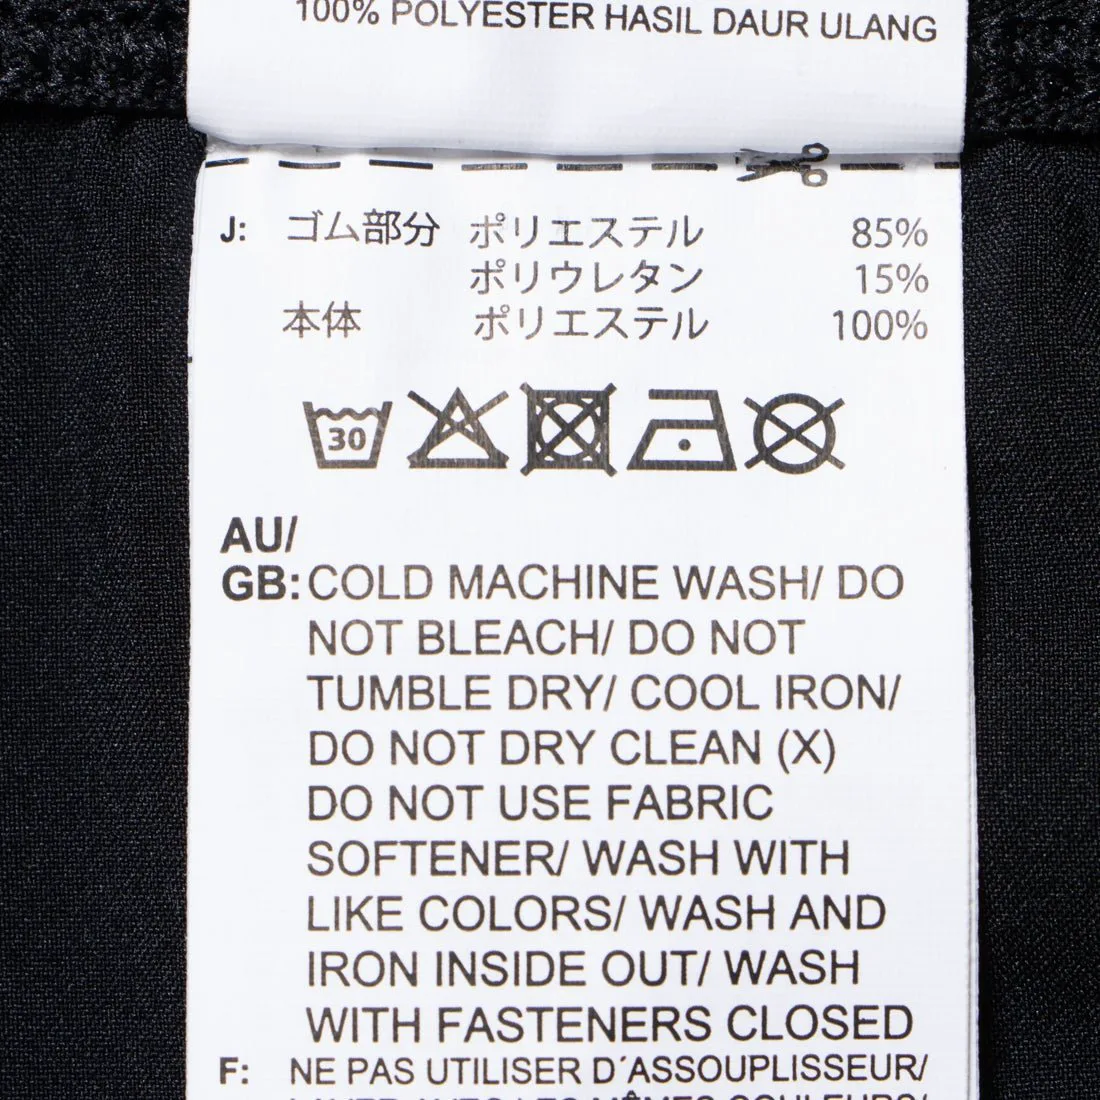 100% POLYESTER HASIL DAUR ULANG
J: ゴム部分 ポリエステル 85%
ポリウレタン 15%
本体 ポリエステル 100%
30
AU/
GB: COLD MACHINE WASH/ DO
NOT BLEACH/ DO NOT
TUMBLE DRY/ COOL IRON/
DO NOT DRY CLEAN (X)
DO NOT USE FABRIC
SOFTENER/ WASH WITH
LIKE COLORS/ WASH AND
IRON INSIDE OUT/ WASH
WITH FASTENERS CLOSED
F: NE PAS UTILISER D´ASSOUPLISSEUR/